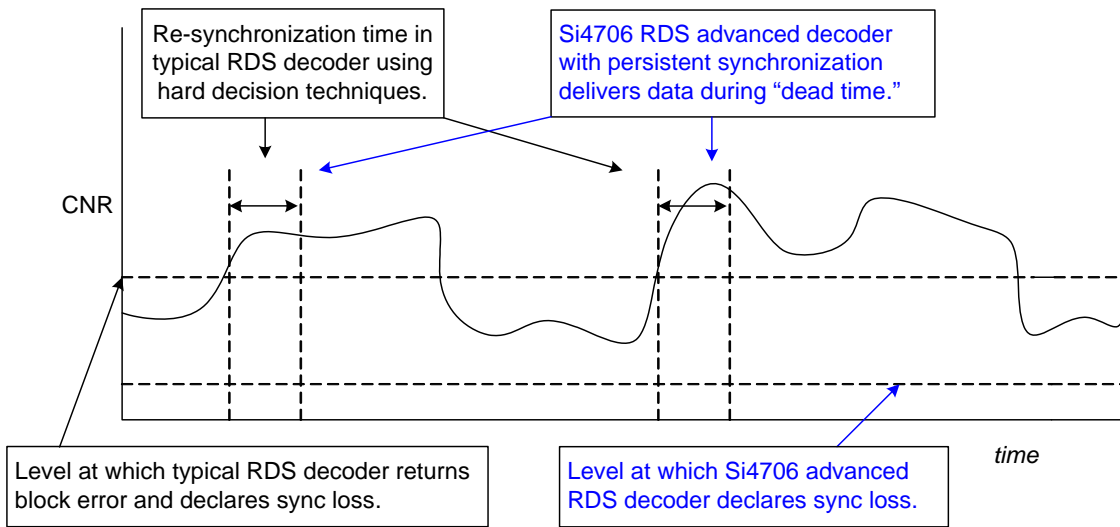 Re-synchronization time in
typical RDS decoder using
hard decision techniques.
Si4706 RDS advanced decoder
with persistent synchronization
delivers data during “dead time.”
CNR
time
Level at which typical RDS decoder returns
block error and declares sync loss.
Level at which Si4706 advanced
RDS decoder declares sync loss.